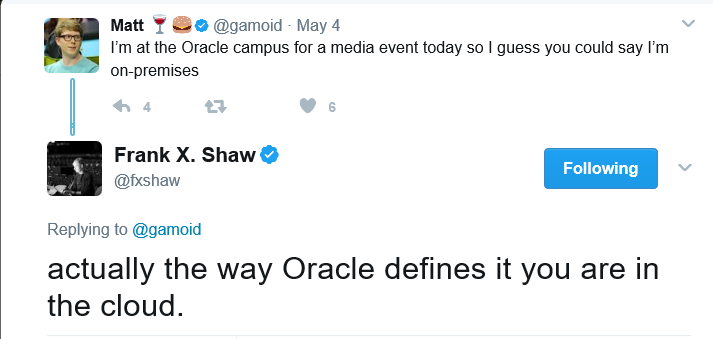 Matt 🍷 🍔 @gamoid · May 4
I'm at the Oracle campus for a media event today so I guess you could say I'm
on-premises
4 6
Frank X. Shaw
@fxshaw
Following
Replying to @gamoid
actually the way Oracle defines it you are in
the cloud.